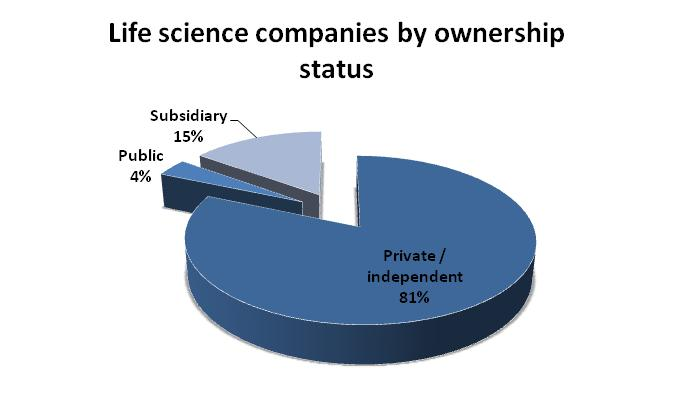 Life science companies by ownership
status
Subsidiary
15%
Public
4%
Private /
independent
81%